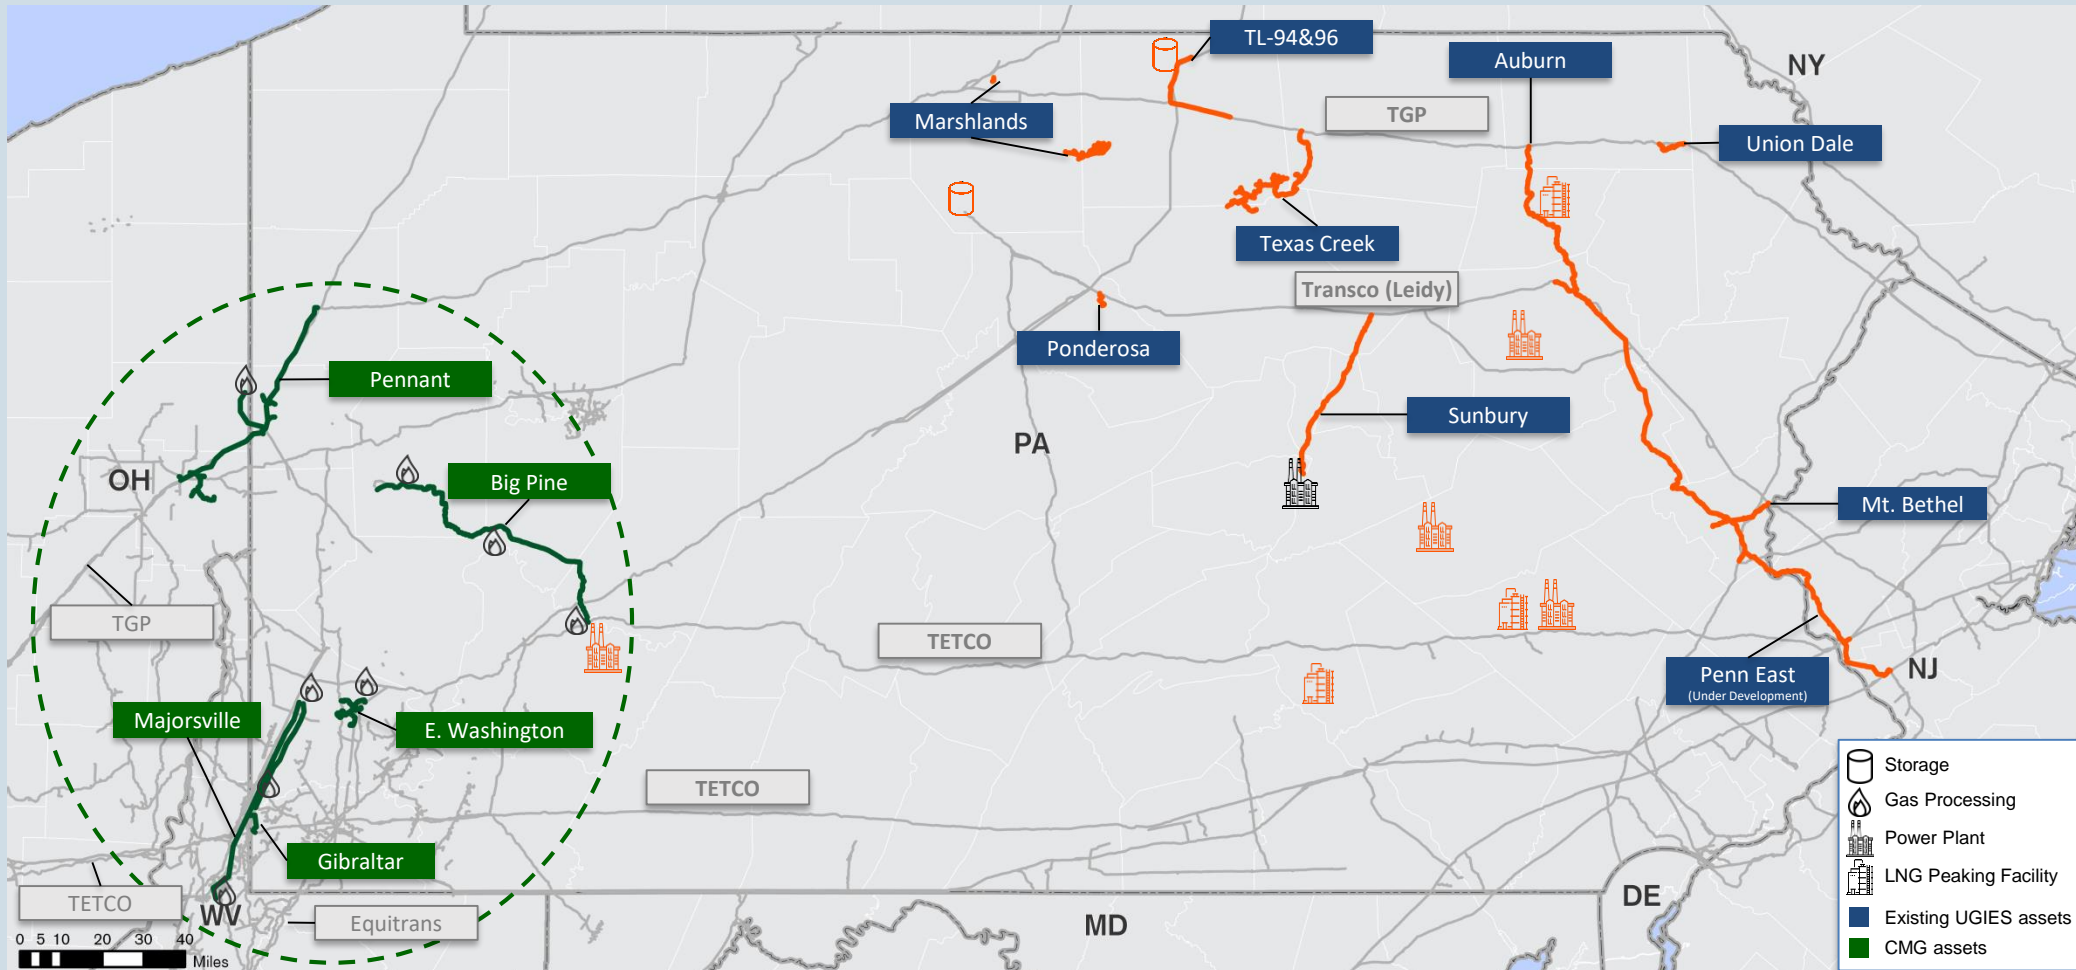 TL-94&96
Auburn
NY
TGP
Marshlands
Union Dale
Texas Creek
Transco (Leidy)
Ponderosa
Pennant
Sunbury
PA
OH
Big Pine
Mt. Bethel
TGP
TETCO
Penn East
(Under Development)
NJ
Majorsville
E. Washington
TETCO
Gibraltar
TETCO
WV
Equitrans
MD
DE
0 5 10 20 30 40
Miles
Storage
Gas Processing
Power Plant
LNG Peaking Facility
Existing UGIES assets
CMG assets